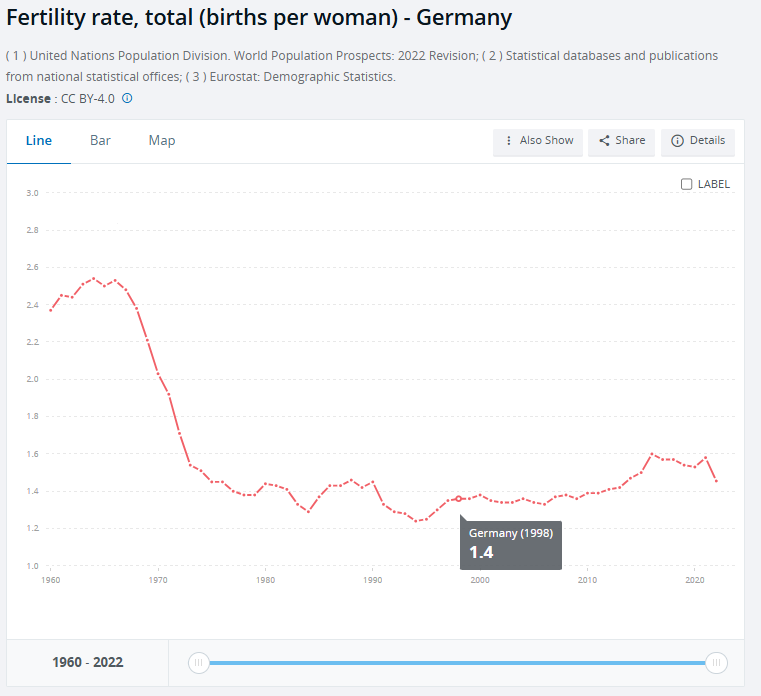 Fertility rate, total (births per woman) - Germany
( 1 ) United Nations Population Division. World Population Prospects: 2022 Revision; ( 2 ) Statistical databases and publications
from national statistical offices; ( 3 ) Eurostat: Demographic Statistics.
License : CC BY-4.0
Line Bar Map Also Show Share Details
LABEL
3.0
2.8
2.6
2.4
2.2
2.0
1.8
1.6
1.4
1.2
1.0
Germany (1998)
1.4
1960 1970 1980 1990 2000 2010 2020
1960 - 2022